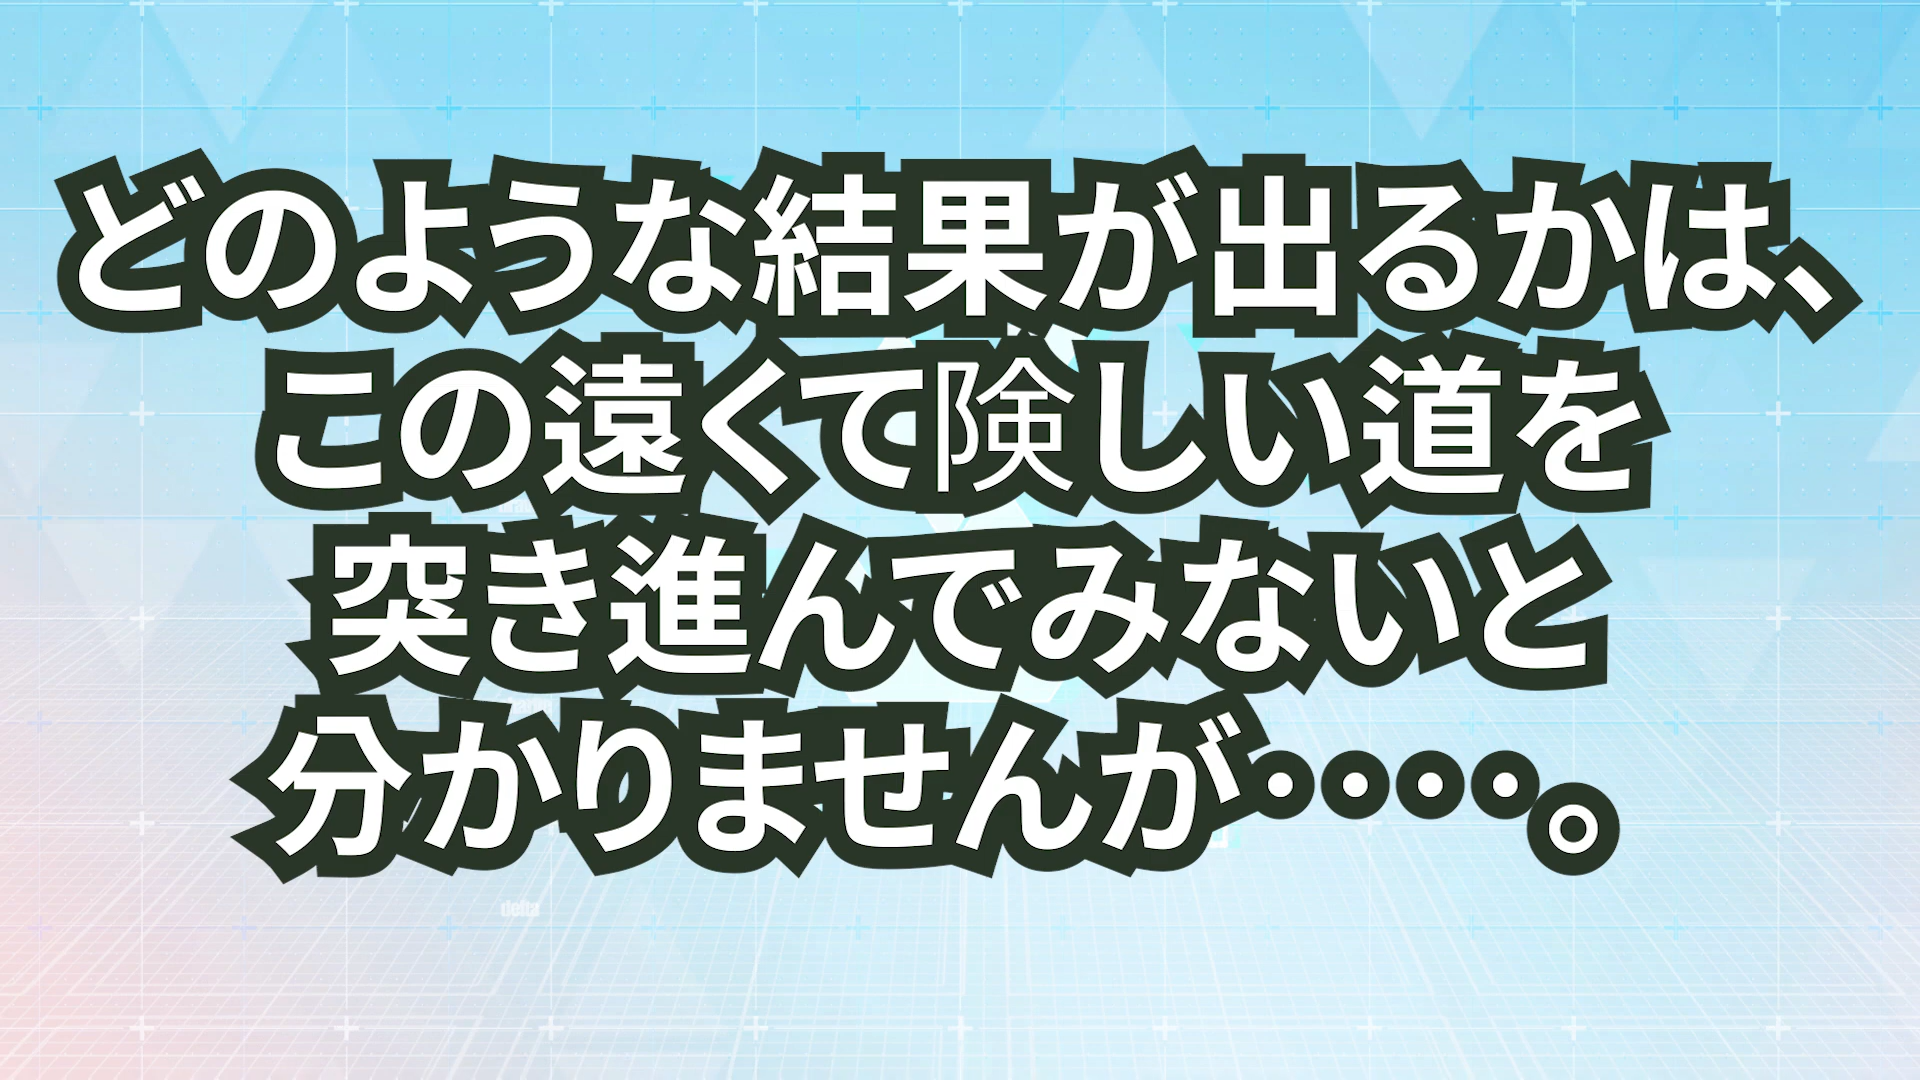 どのような結果が出るかは、
この遠くて険しい道を
突き進んでみないと
分かりませんが････。
delta